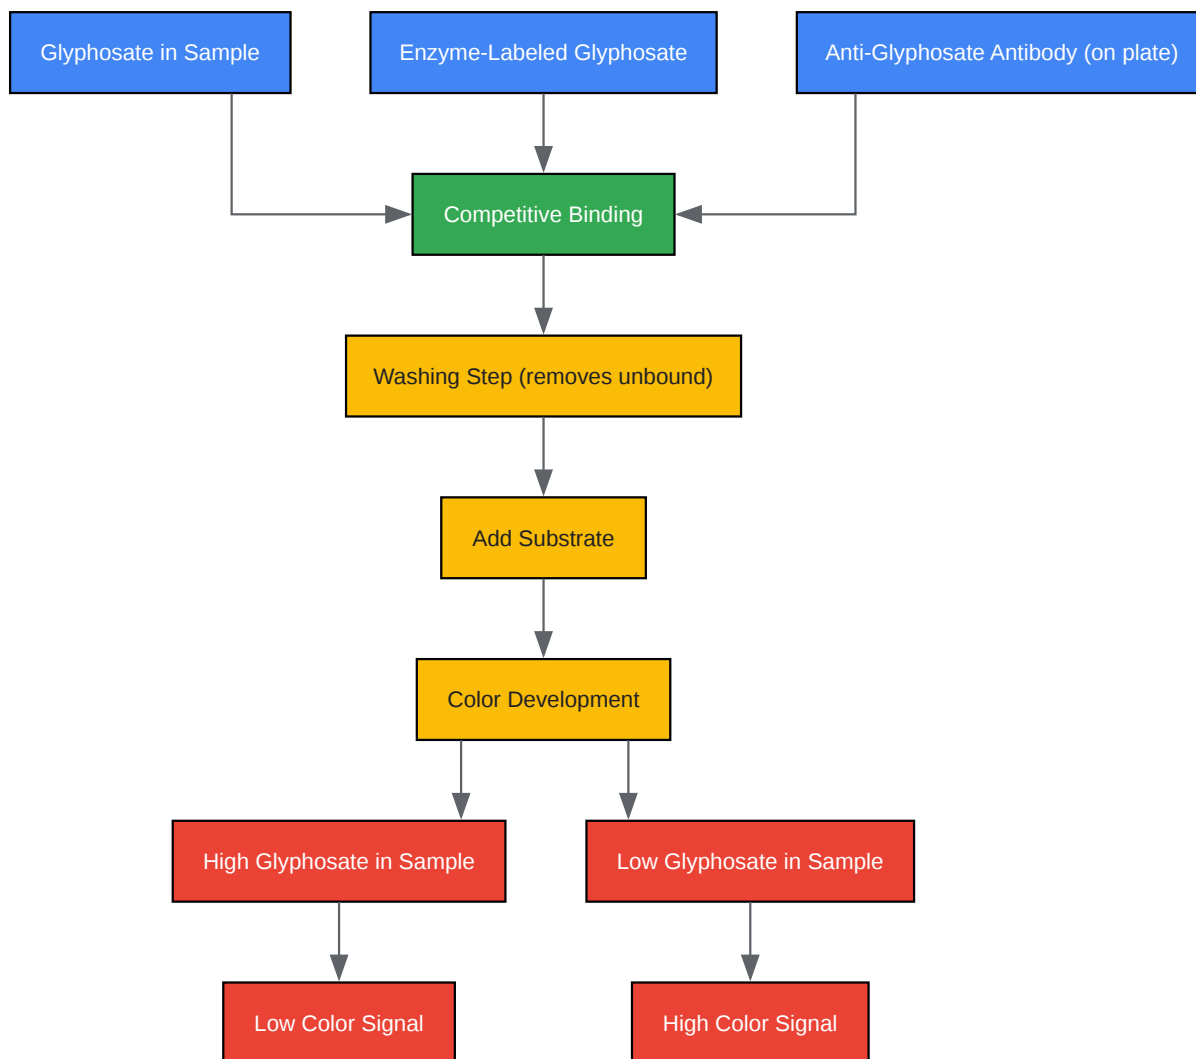 Glyphosate in Sample
Enzyme-Labeled Glyphosate
Anti-Glyphosate Antibody (on plate)
Competitive Binding
Washing Step (removes unbound)
Add Substrate
Color Development
High Glyphosate in Sample
Low Glyphosate in Sample
Low Color Signal
High Color Signal